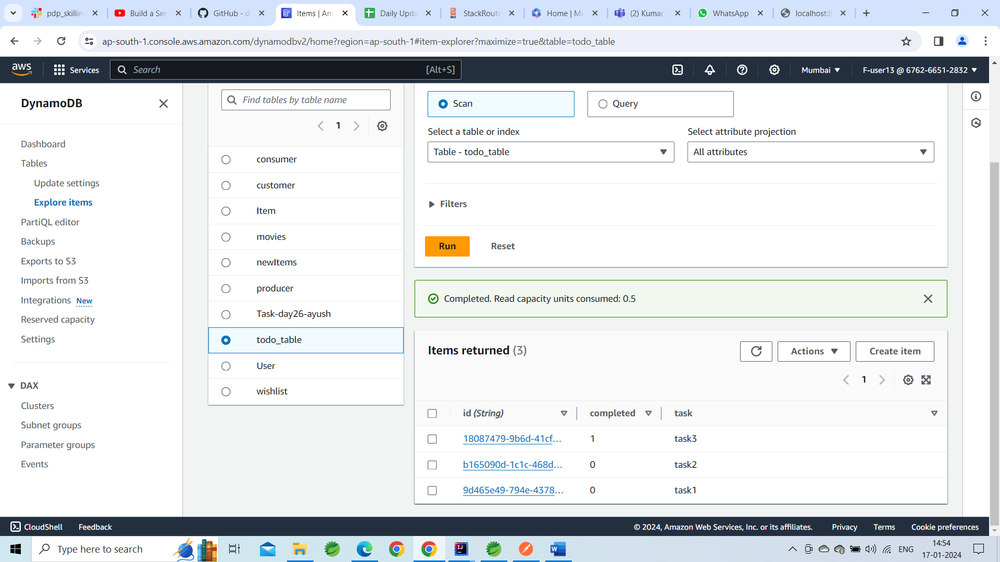 pdp_skillin
Build a Ser
GitHub - d
Items | Am
Daily Upda
StackRoute
Home | Mi
(2) Kumar,
WhatsApp
localhost:8
ap-south-1.console.aws.amazon.com/dynamodbv2/home?region=ap-south-1#item-explorer?maximize=true&table=todo_table
aws
Services
Search
[Alt+S]
Mumbai
F-user13 @ 6762-6651-2832
DynamoDB
Dashboard
Tables
Update settings
Explore items
PartiQL editor
Backups
Exports to S3
Imports from S3
Integrations New
Reserved capacity
Settings
DAX
Clusters
Subnet groups
Parameter groups
Events
Find tables by table name
1
consumer
customer
Item
movies
newItems
producer
Task-day26-ayush
todo_table
User
wishlist
Scan
Query
Select a table or index
Select attribute projection
Table - todo_table
All attributes
Filters
Run
Reset
Completed. Read capacity units consumed: 0.5
Items returned (3)
Actions
Create item
1
id (String) completed task
18087479-9b6d-41cf... 1 task3
b165090d-1c1c-468d... 0 task2
9d465e49-794e-4378... 0 task1
CloudShell
Feedback
© 2024, Amazon Web Services, Inc. or its affiliates.
Privacy
Terms
Cookie preferences
Type here to search
IJ
W
ENG
14:54
17-01-2024